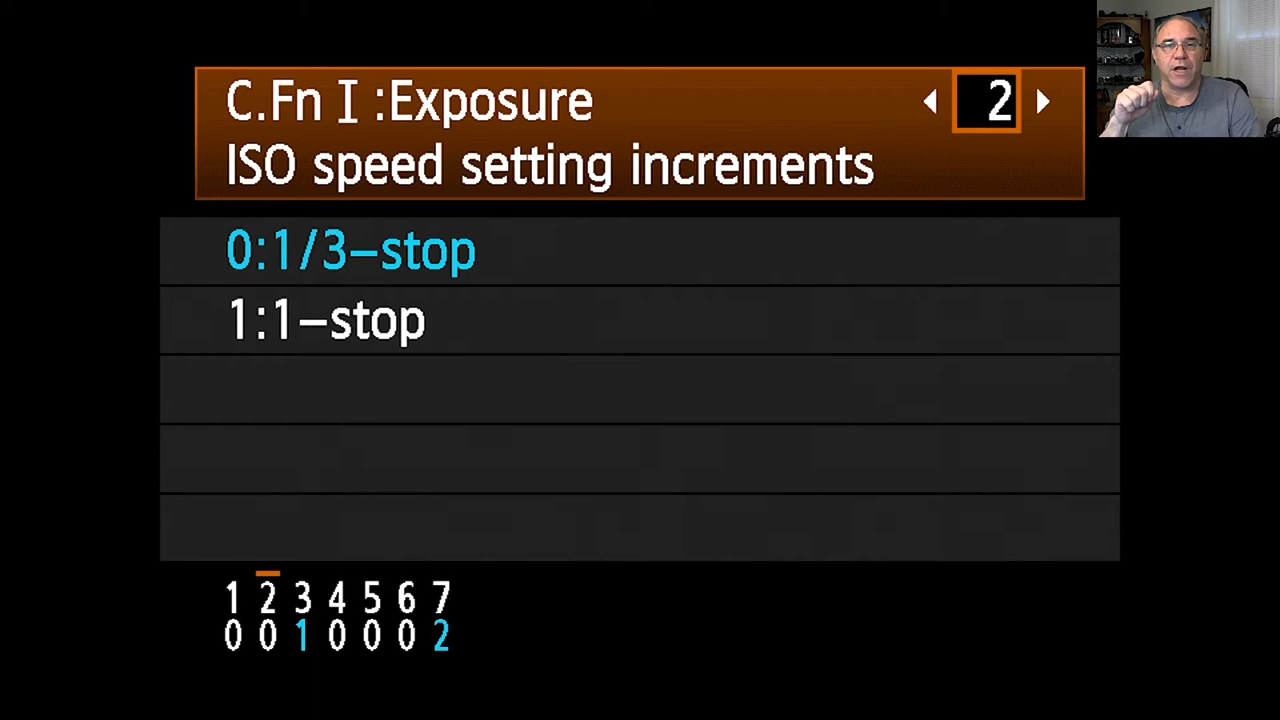 C.Fn I :Exposure 2
ISO speed setting increments
0:1/3-stop
1:1-stop
1 2 3 4 5 6 7
0 0 1 0 0 0 2